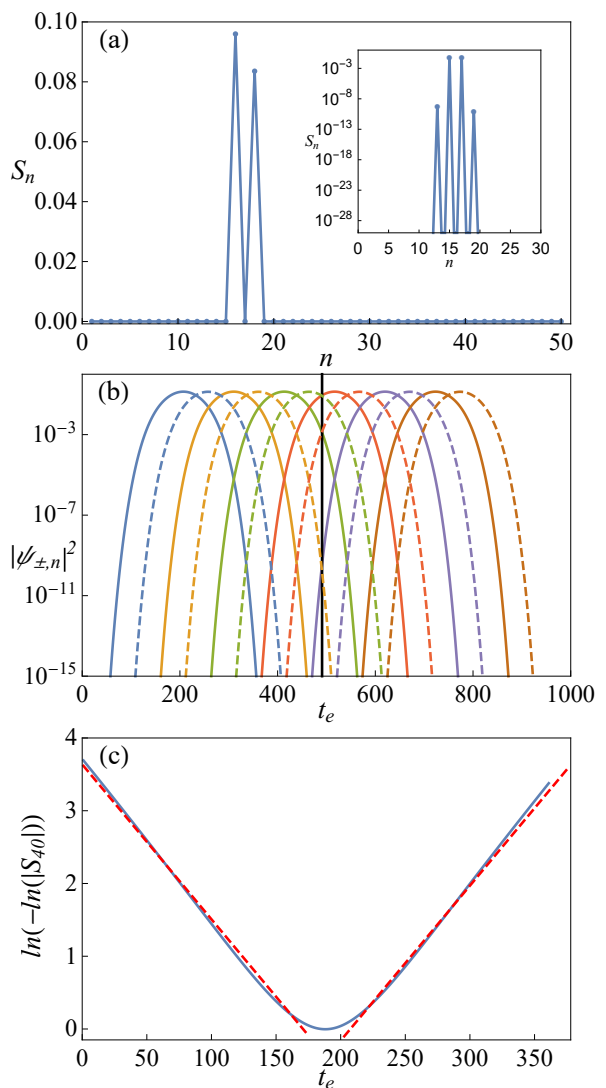 (a)
0.10
0.08
0.06
0.04
0.02
0.00
S_n
0 10 20 30 40 50
n
10^{-3}
10^{-8}
10^{-13}
10^{-18}
10^{-23}
10^{-28}
S_n
0 5 10 15 20 25 30
n
(b)
10^{-3}
10^{-7}
10^{-11}
10^{-15}
|ψ_{±,n}|^2
0 200 400 600 800 1000
t_e
(c)
4
3
2
1
0
ln(-ln(|S_{40}|))
0 50 100 150 200 250 300 350
t_e